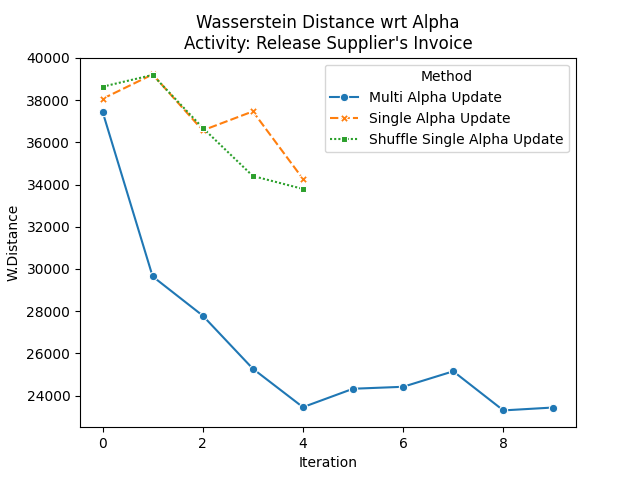 Wasserstein Distance wrt Alpha
Activity: Release Supplier's Invoice
Method
Multi Alpha Update
Single Alpha Update
Shuffle Single Alpha Update
W.Distance
40000
38000
36000
34000
32000
30000
28000
26000
24000
0 2 4 6 8
Iteration